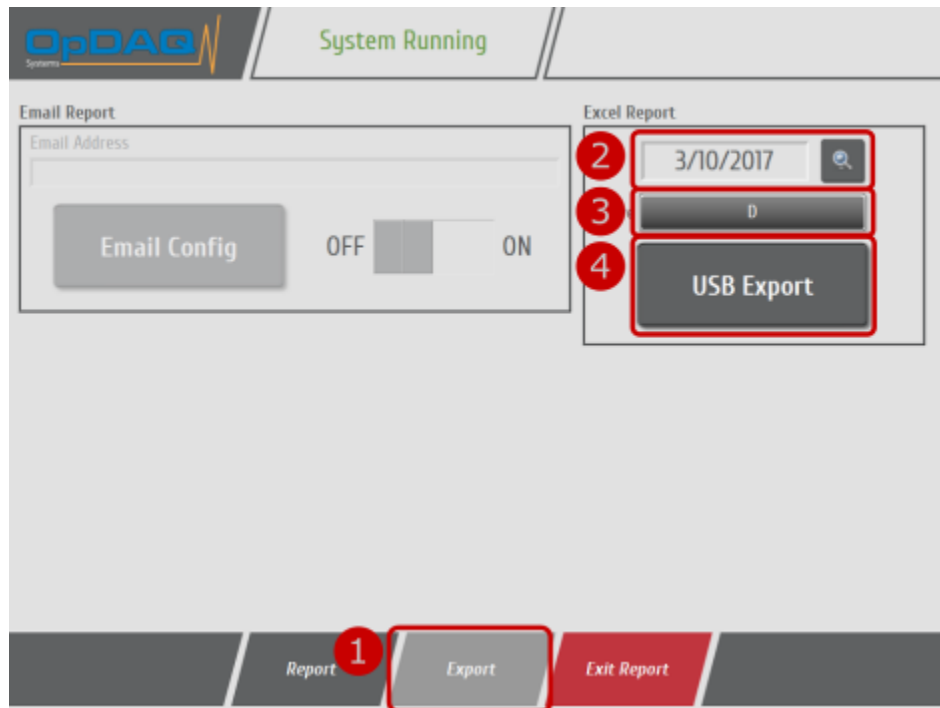 OpDAQ
Systems
System Running
Email Report
Email Address
Email Config
OFF
ON
Excel Report
2
3/10/2017
3
D
4
USB Export
Report
1
Export
Exit Report